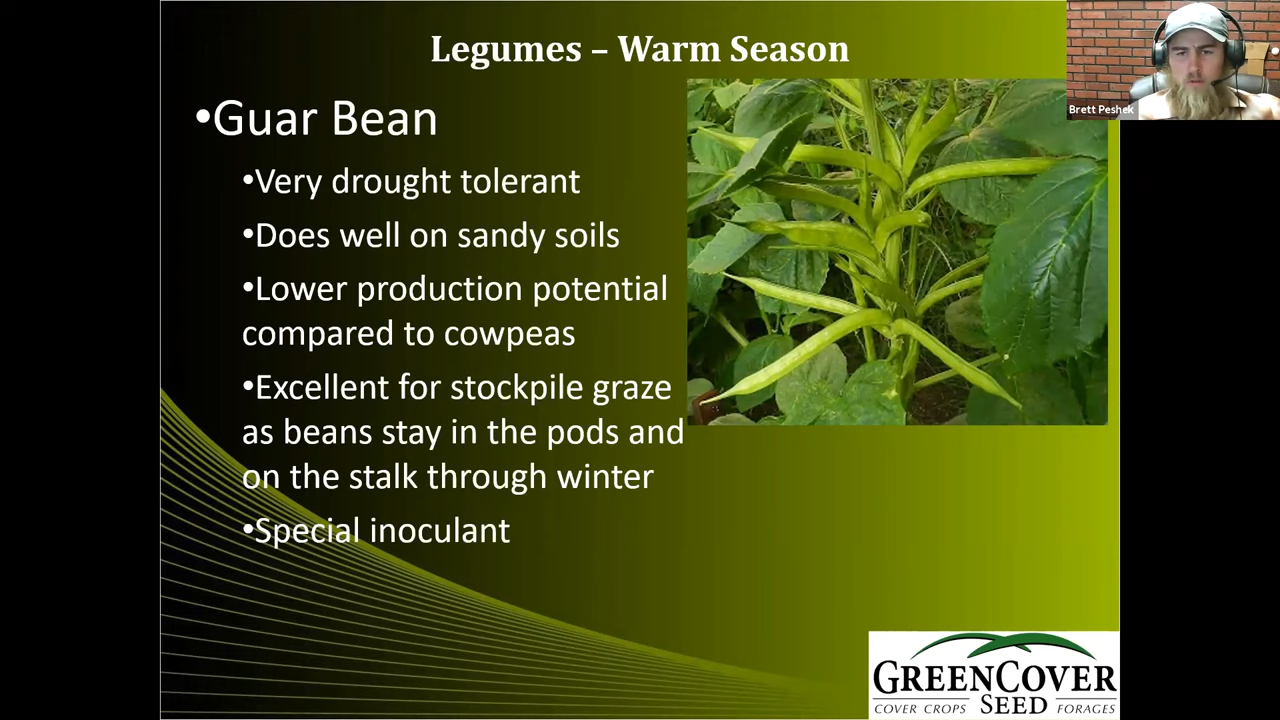 Legumes – Warm Season
Brett Peshek
•Guar Bean
•Very drought tolerant
•Does well on sandy soils
•Lower production potential
compared to cowpeas
•Excellent for stockpile graze
as beans stay in the pods and
on the stalk through winter
•Special inoculant
GREENCOVER
COVER CROPS SEED FORAGES